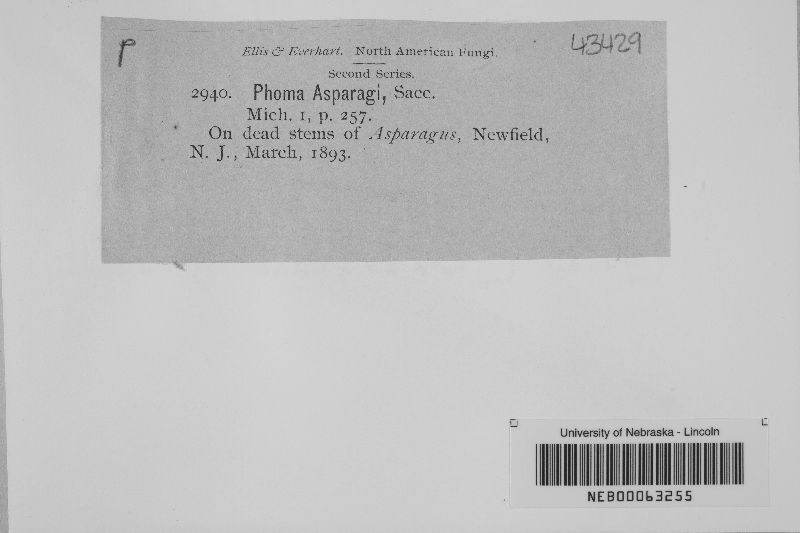 P
Ellis & Everhart. North American Fungi.
43429
Second Series.
2940. Phoma Asparagi, Sacc.
Mich. 1, p. 257.
On dead stems of Asparagus, Newfield,
N. J., March, 1893.
University of Nebraska - Lincoln
NEB00063255